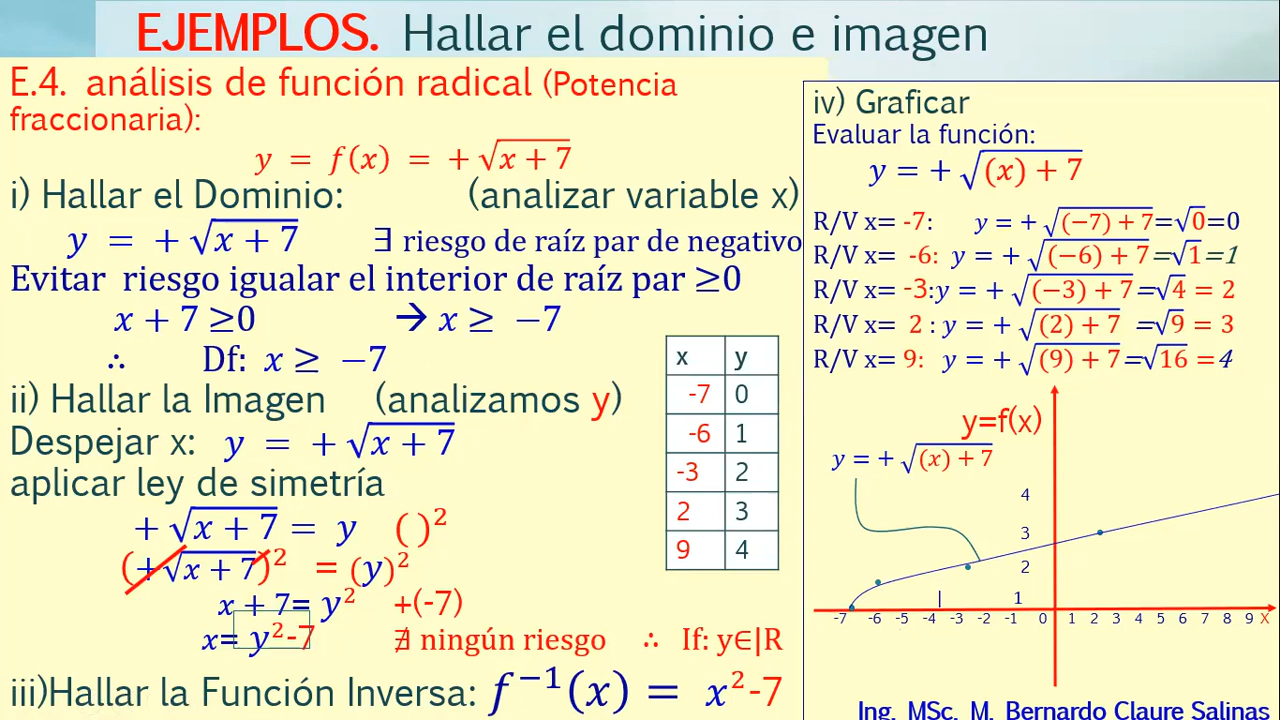 EJEMPLOS. Hallar el dominio e imagen
E.4. análisis de función radical (Potencia
fraccionaria):
y = f(x) = +√x + 7
i) Hallar el Dominio: (analizar variable x)
y = +√x + 7 ∃ riesgo de raíz par de negativo
Evitar riesgo igualar el interior de raíz par ≥0
x + 7 ≥0 → x ≥ −7
∴ Df: x ≥ −7
ii) Hallar la Imagen (analizamos y)
Despejar x: y = +√x + 7
aplicar ley de simetría
+√x + 7 = y ( )²
(+√x + 7)² = (y)²
x + 7= y² +(-7)
x= y²-7 ∄ ningún riesgo ∴ If: y∈|R
iii)Hallar la Función Inversa: f⁻¹(x) = x²-7
x y
-7 0
-6 1
-3 2
2 3
9 4
iv) Graficar
Evaluar la función:
y = +√(x) + 7
R/V x= -7: y = +√(−7) + 7=√0=0
R/V x= -6: y = +√(−6) + 7=√1=1
R/V x= -3:y = +√(−3) + 7=√4 = 2
R/V x= 2 : y = +√(2) + 7 =√9 = 3
R/V x= 9: y = +√(9) + 7=√16 =4
y=f(x)
y = +√(x) + 7
4
3
2
1
-7 -6 -5 -4 -3 -2 -1 0 1 2 3 4 5 6 7 8 9 X
Ing. MSc. M. Bernardo Claure Salinas